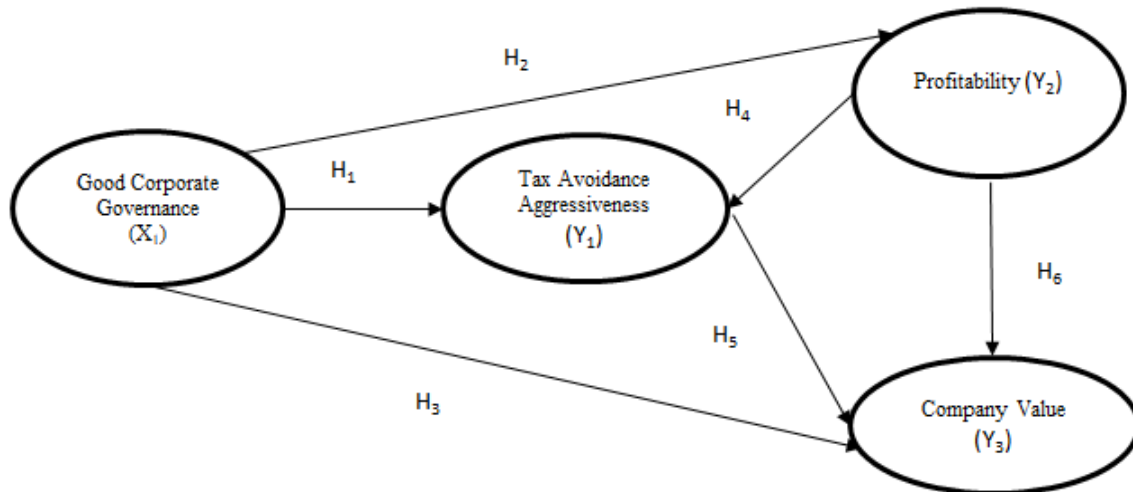 H₂
Profitability (Y₂)
H₄
H₁
Good Corporate
Governance
(X₁)
Tax Avoidance
Aggressiveness
(Y₁)
H₆
H₅
H₃
Company Value
(Y₃)